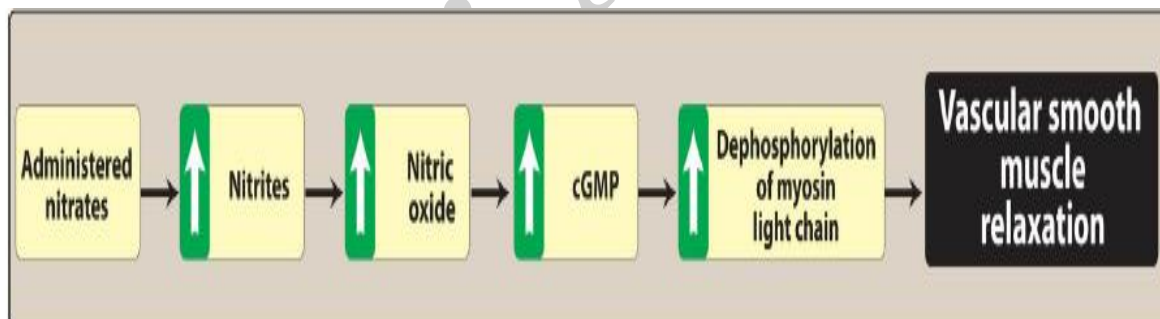 Administered
nitrates
Nitrites
Nitric
oxide
cGMP
Dephosphorylation
of myosin
light chain
Vascular smooth
muscle
relaxation